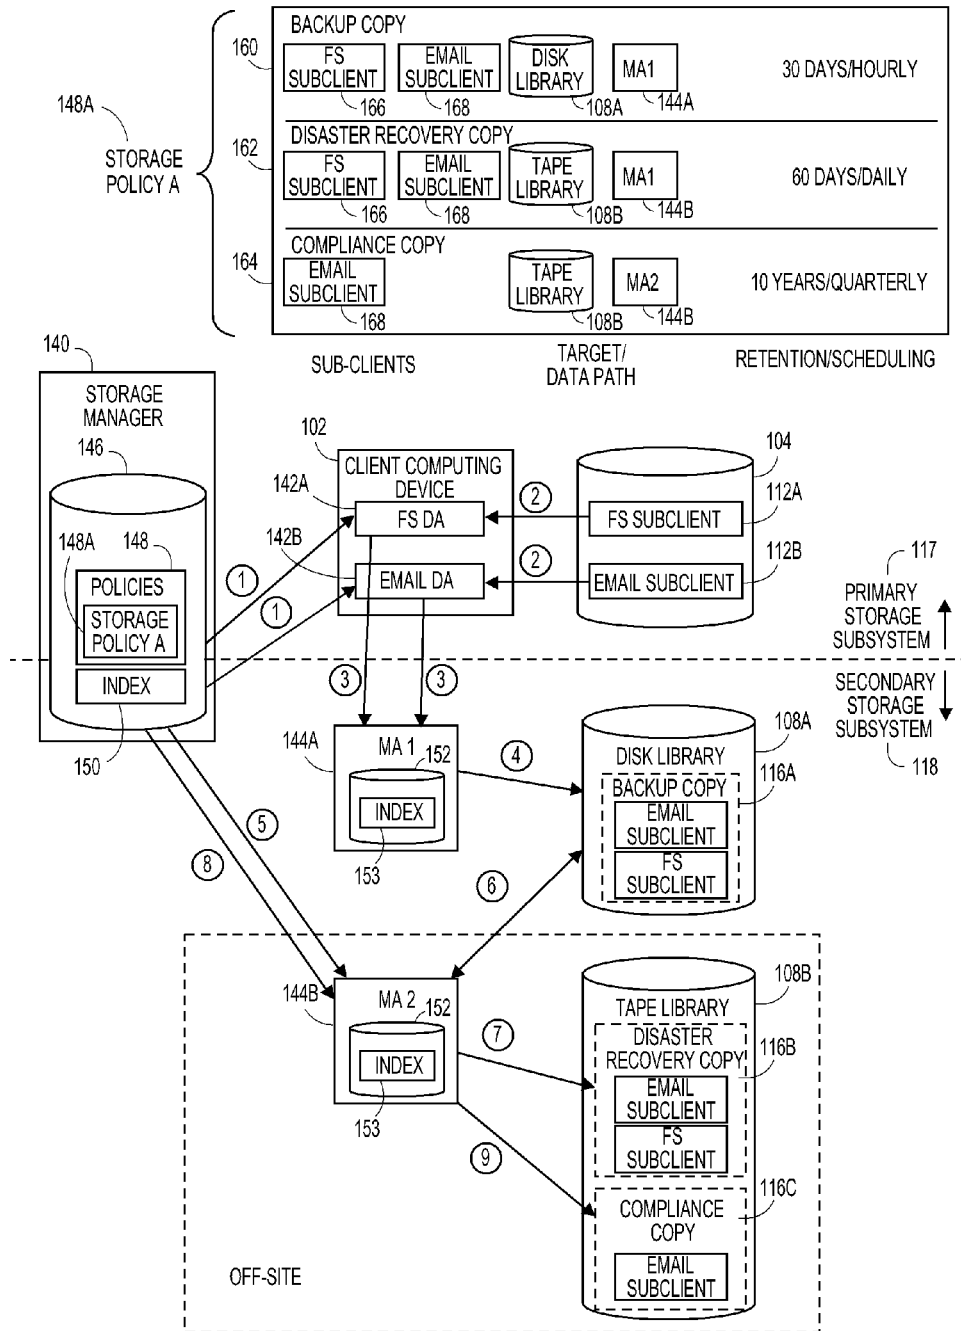 BACKUP COPY
160
FS SUBCLIENT
166
EMAIL SUBCLIENT
168
DISK LIBRARY
108A
MA1
144A
30 DAYS/HOURLY
148A
STORAGE POLICY A
DISASTER RECOVERY COPY
162
FS SUBCLIENT
166
EMAIL SUBCLIENT
168
TAPE LIBRARY
108B
MA1
144B
60 DAYS/DAILY
COMPLIANCE COPY
164
EMAIL SUBCLIENT
168
TAPE LIBRARY
108B
MA2
144B
10 YEARS/QUARTERLY
SUB-CLIENTS
TARGET/
DATA PATH
RETENTION/SCHEDULING
140
STORAGE
MANAGER
146
148A
148
POLICIES
STORAGE
POLICY A
INDEX
150
1
1
102
CLIENT COMPUTING
DEVICE
142A
FS DA
142B
EMAIL DA
2
2
104
FS SUBCLIENT
112A
EMAIL SUBCLIENT
112B
117
PRIMARY
STORAGE
SUBSYSTEM
SECONDARY
STORAGE
SUBSYSTEM
118
3
3
144A
MA 1
152
INDEX
153
4
108A
DISK LIBRARY
116A
BACKUP COPY
EMAIL
SUBCLIENT
FS
SUBCLIENT
5
8
6
144B
MA 2
152
INDEX
153
7
9
108B
TAPE LIBRARY
DISASTER
RECOVERY COPY
116B
EMAIL
SUBCLIENT
FS
SUBCLIENT
116C
COMPLIANCE
COPY
EMAIL
SUBCLIENT
OFF-SITE